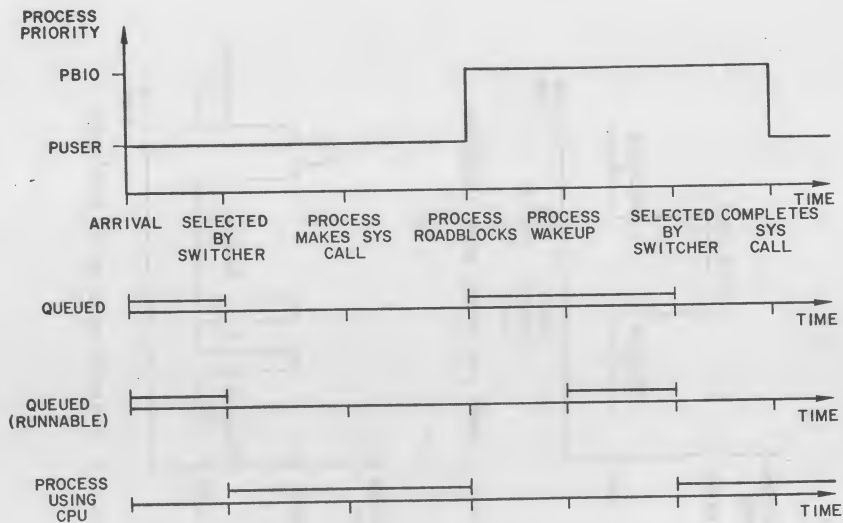 PROCESS
PRIORITY
PBIO
PUSER
TIME
ARRIVAL
SELECTED
BY
SWITCHER
PROCESS
MAKES SYS
CALL
PROCESS
ROADBLOCKS
PROCESS
WAKEUP
SELECTED
BY
SWITCHER
COMPLETES
SYS
CALL
QUEUED
TIME
QUEUED
(RUNNABLE)
TIME
PROCESS
USING
CPU
TIME